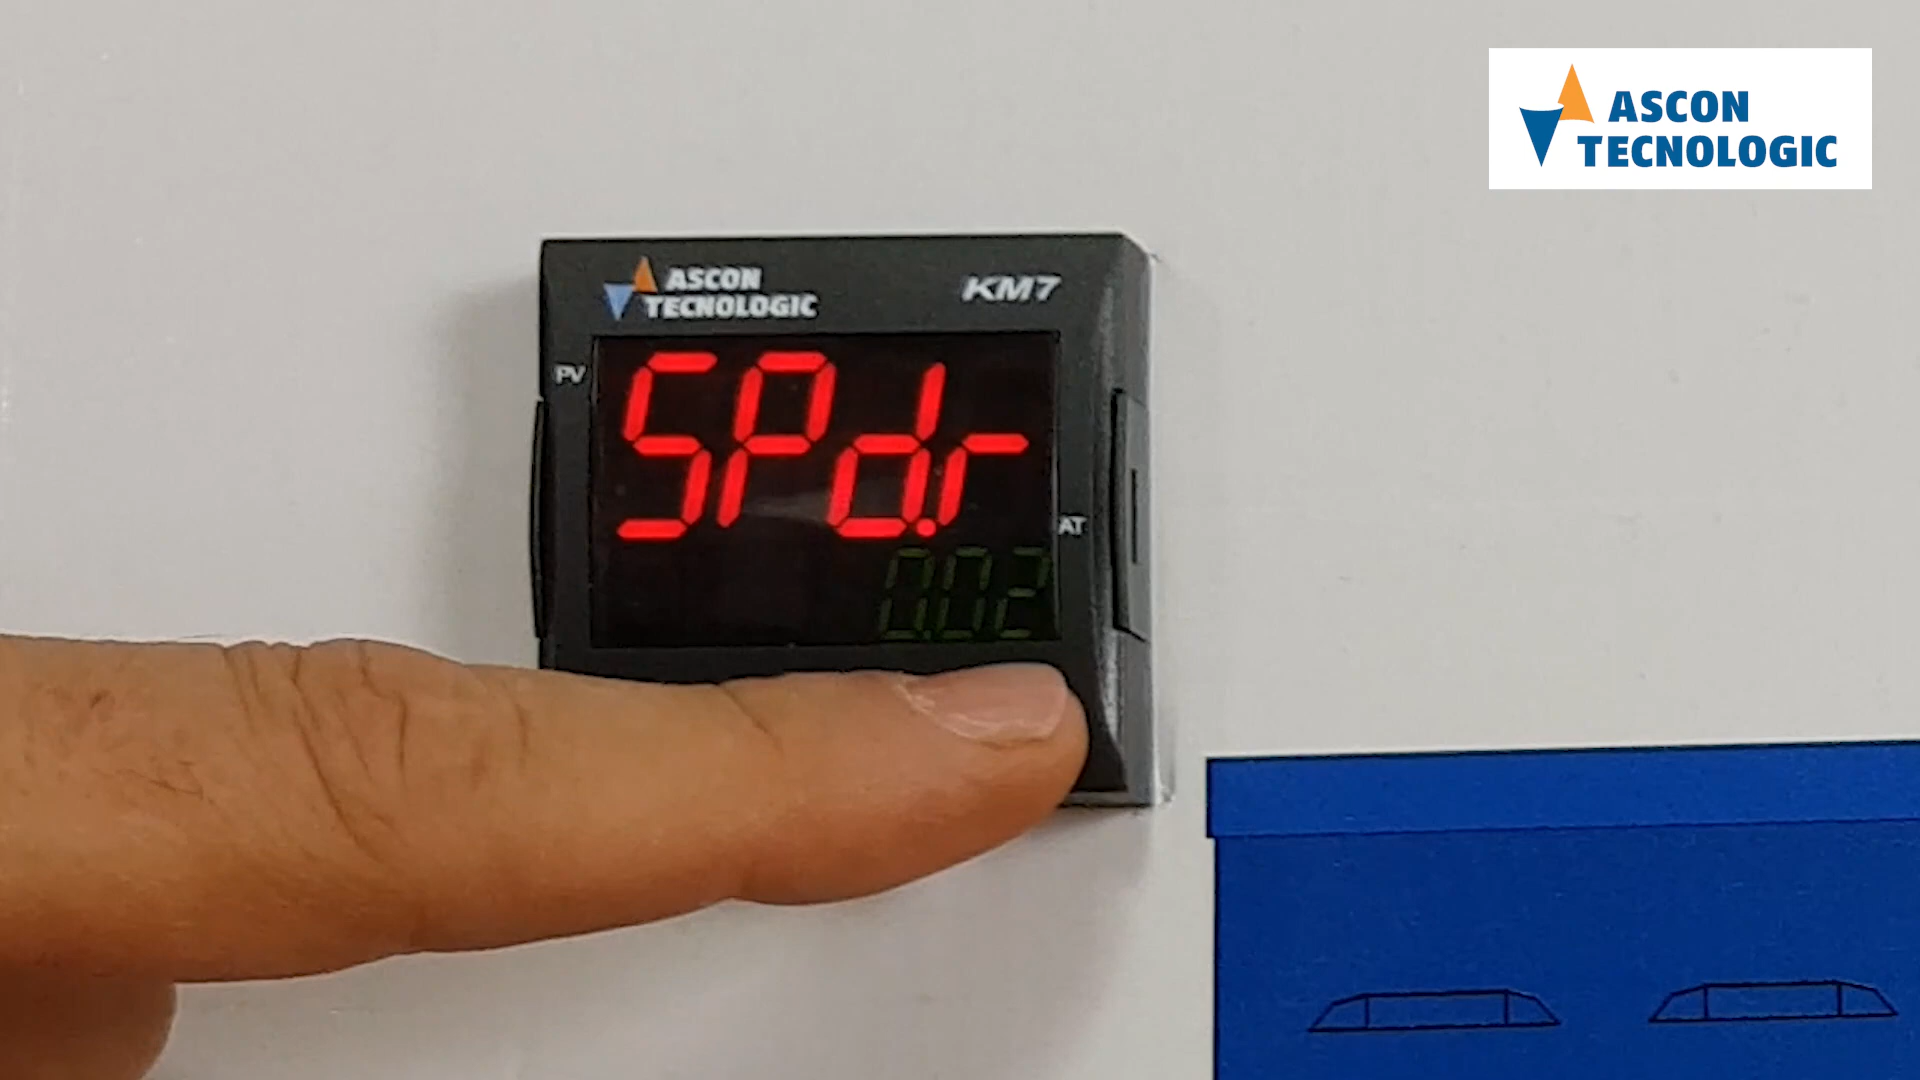 ASCON
TECNOLOGIC
ASCON
TECNOLOGIC
KM7
PV
SPd.r
AT
0.02